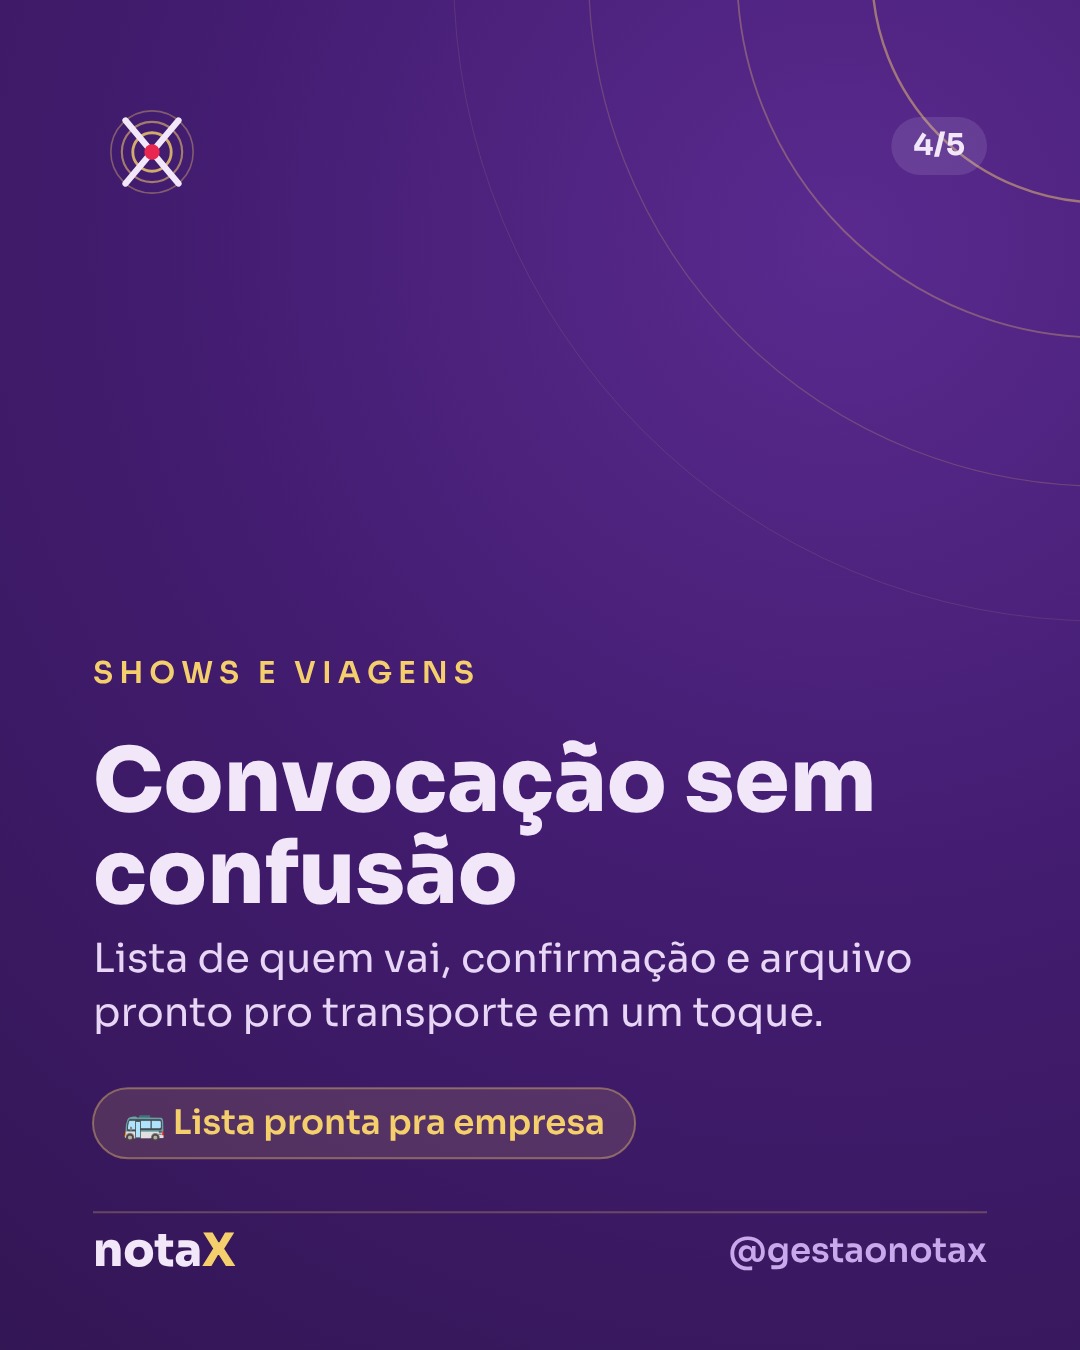 4/5
SHOWS E VIAGENS
Convocação sem
confusão
Lista de quem vai, confirmação e arquivo
pronto pro transporte em um toque.
🚌 Lista pronta pra empresa
notaX
@gestaonotax